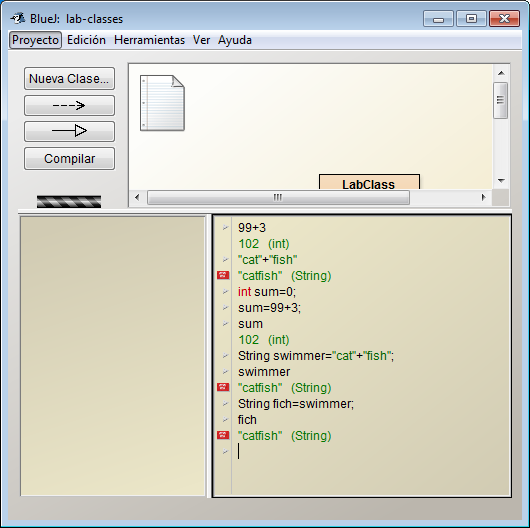 BlueJ: lab-classes
Proyecto Edición Herramientas Ver Ayuda
Nueva Clase...
Compilar
LabClass
99+3
102 (int)
"cat"+"fish"
"catfish" (String)
int sum=0;
sum=99+3;
sum
102 (int)
String swimmer="cat"+"fish";
swimmer
"catfish" (String)
String fich=swimmer;
fich
"catfish" (String)